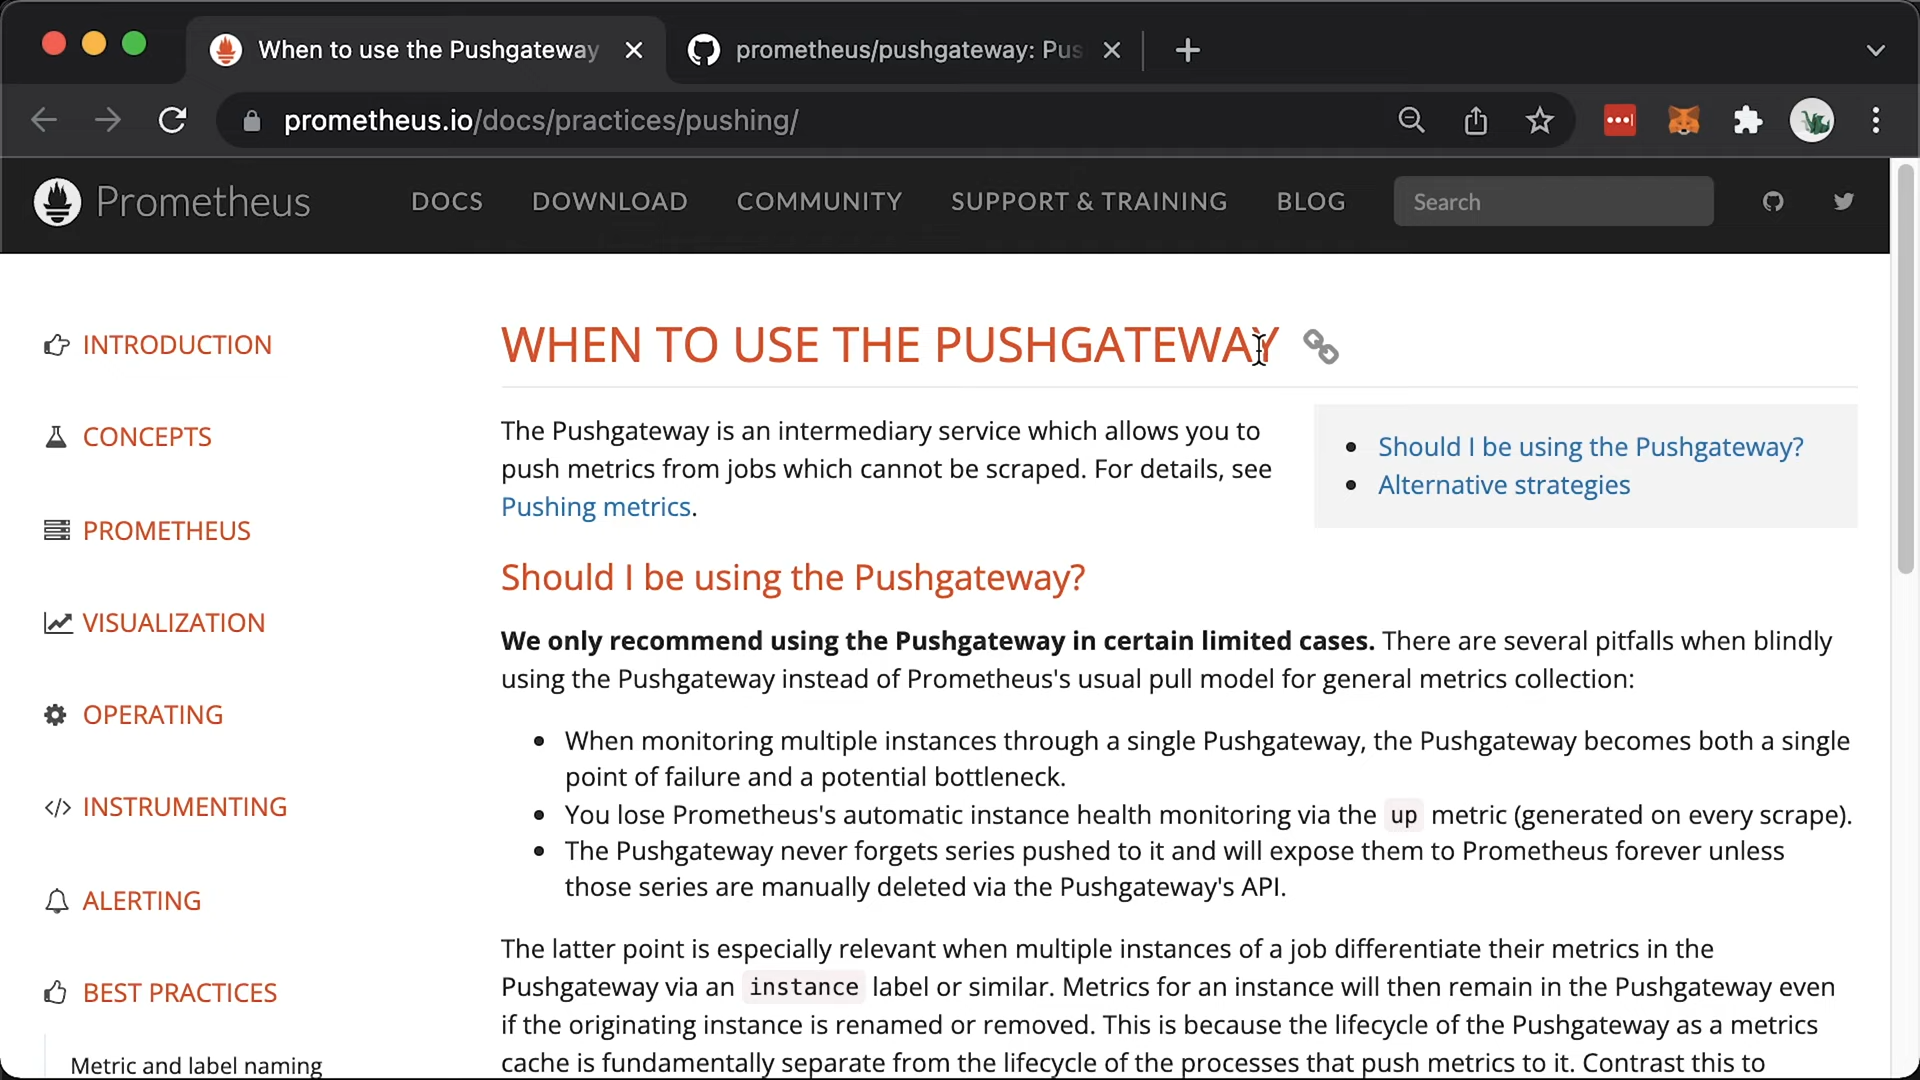 When to use the Pushgateway
prometheus/pushgateway: Pus
prometheus.io/docs/practices/pushing/
Prometheus
DOCS
DOWNLOAD
COMMUNITY
SUPPORT & TRAINING
BLOG
Search
INTRODUCTION
CONCEPTS
PROMETHEUS
VISUALIZATION
OPERATING
INSTRUMENTING
ALERTING
BEST PRACTICES
Metric and label naming
WHEN TO USE THE PUSHGATEWAY
The Pushgateway is an intermediary service which allows you to
push metrics from jobs which cannot be scraped. For details, see
Pushing metrics.
Should I be using the Pushgateway?
Alternative strategies
Should I be using the Pushgateway?
We only recommend using the Pushgateway in certain limited cases. There are several pitfalls when blindly
using the Pushgateway instead of Prometheus's usual pull model for general metrics collection:
When monitoring multiple instances through a single Pushgateway, the Pushgateway becomes both a single
point of failure and a potential bottleneck.
You lose Prometheus's automatic instance health monitoring via the up metric (generated on every scrape).
The Pushgateway never forgets series pushed to it and will expose them to Prometheus forever unless
those series are manually deleted via the Pushgateway's API.
The latter point is especially relevant when multiple instances of a job differentiate their metrics in the
Pushgateway via an instance label or similar. Metrics for an instance will then remain in the Pushgateway even
if the originating instance is renamed or removed. This is because the lifecycle of the Pushgateway as a metrics
cache is fundamentally separate from the lifecycle of the processes that push metrics to it. Contrast this to